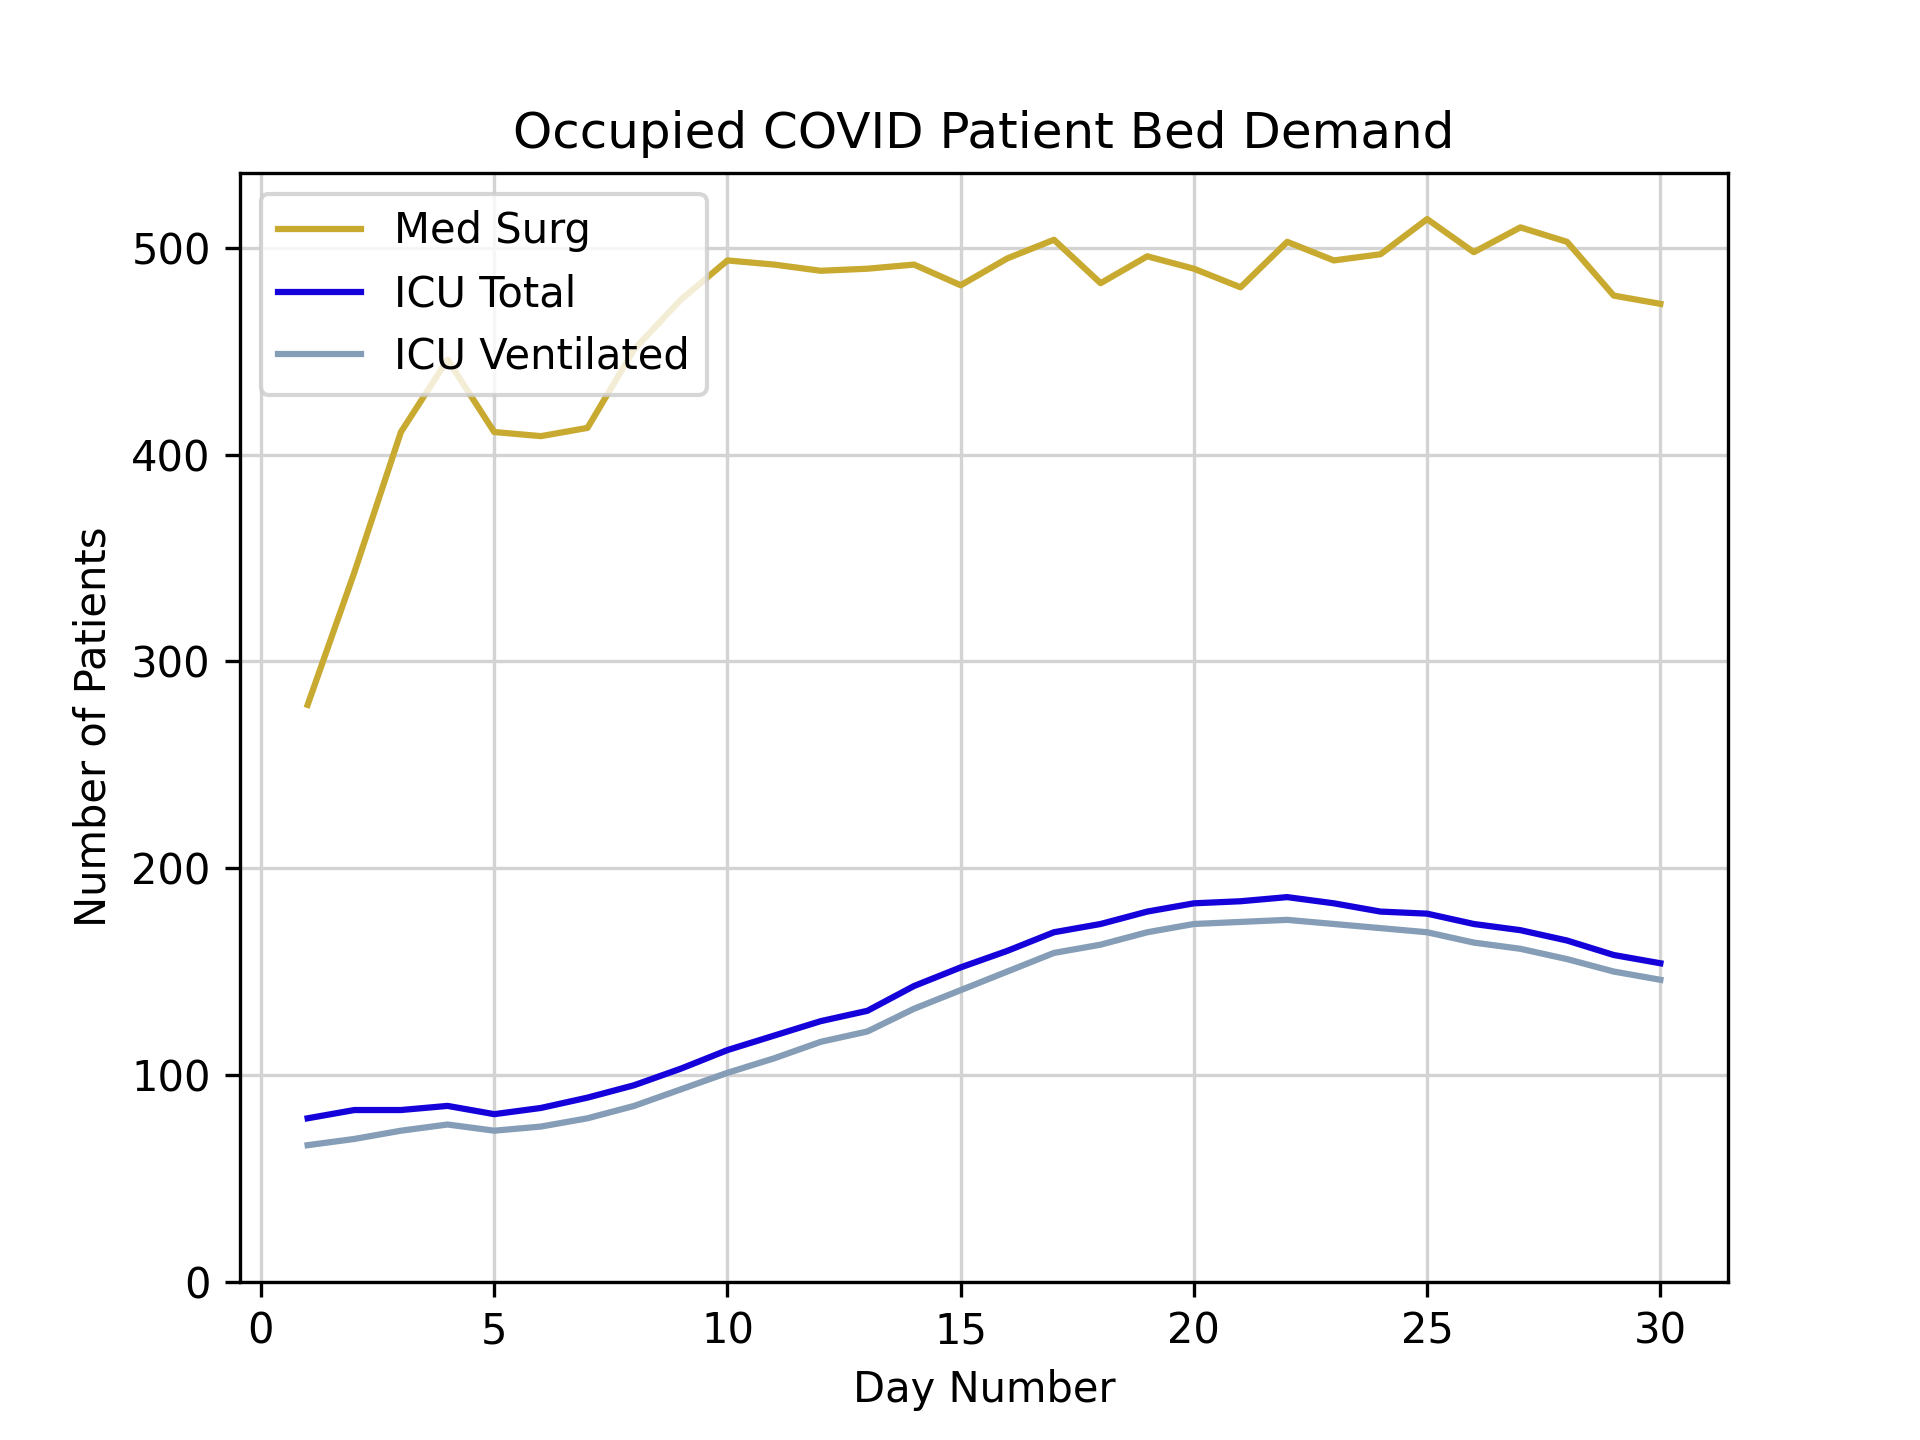 Occupied COVID Patient Bed Demand
Med Surg
ICU Total
ICU Ventilated
500
400
300
200
100
0
Number of Patients
0 5 10 15 20 25 30
Day Number